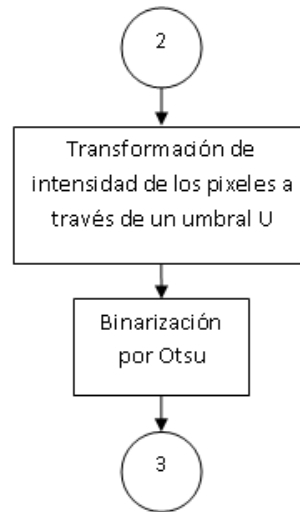 2
Transformación de
intensidad de los pixeles a
través de un umbral U
Binarización
por Otsu
3